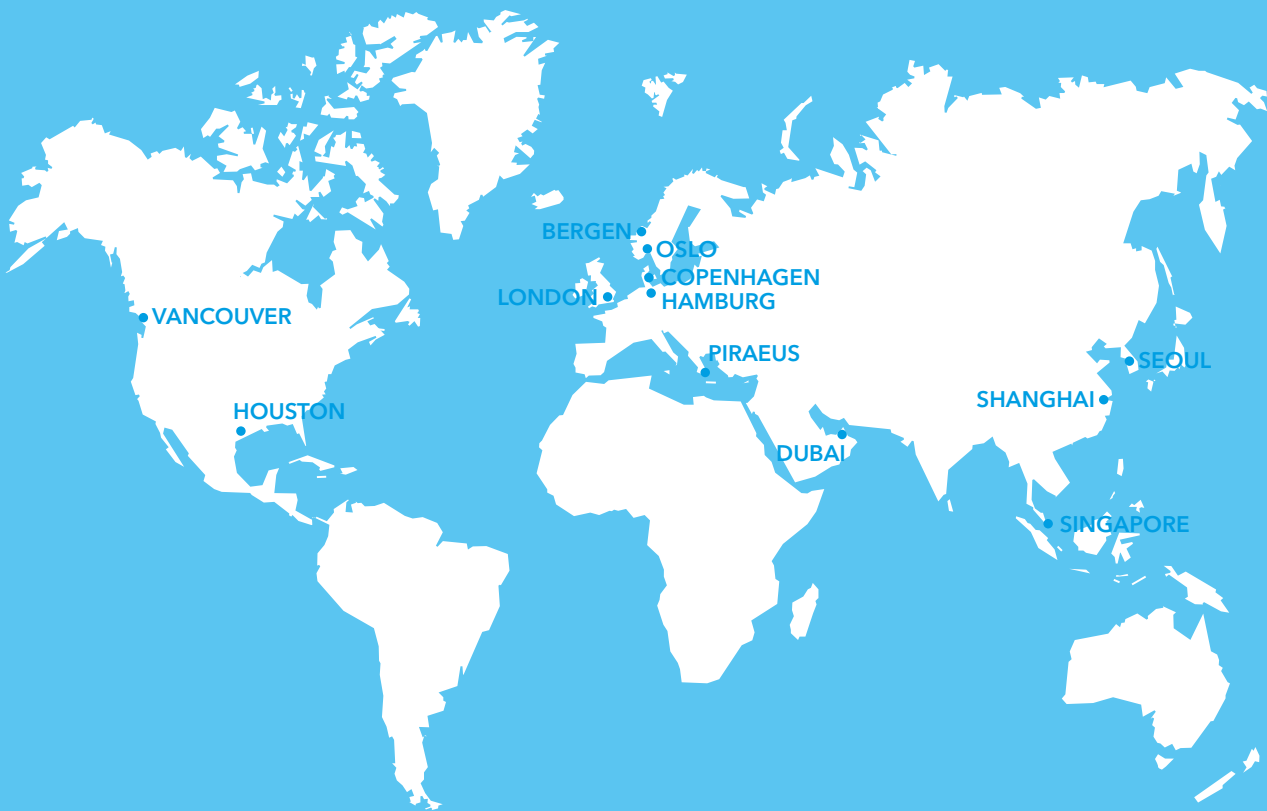 BERGEN
OSLO
COPENHAGEN
LONDON
HAMBURG
VANCOUVER
PIRAEUS
SEOUL
SHANGHAI
HOUSTON
DUBAI
SINGAPORE